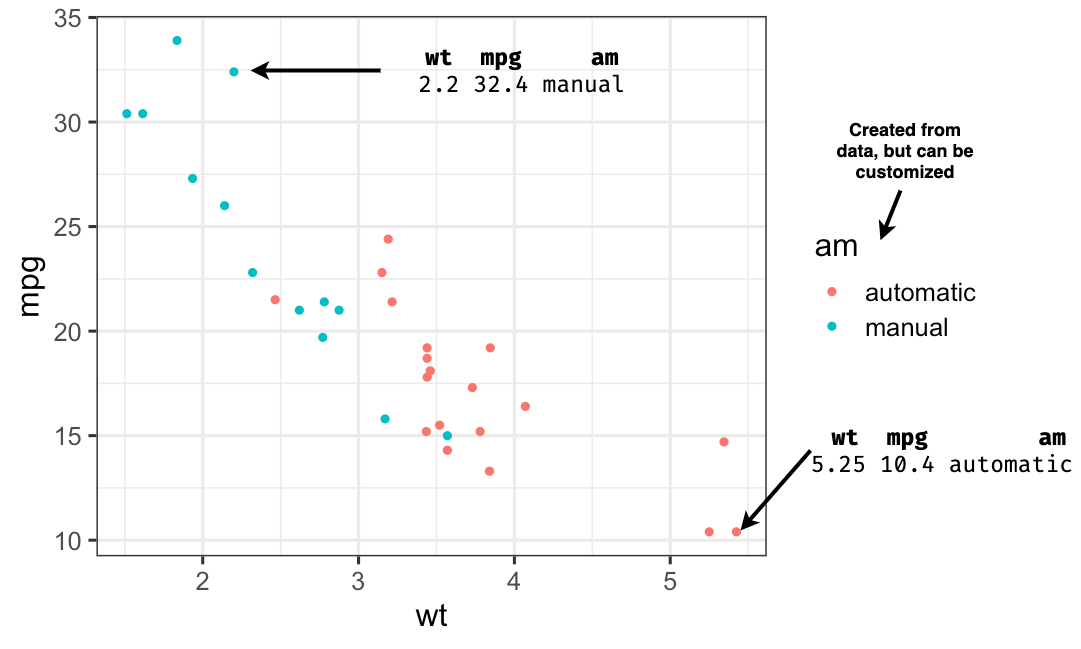 35
30
25
20
15
10
mpg
2 3 4 5
wt
wt mpg am
2.2 32.4 manual
Created from
data, but can be
customized
am
automatic
manual
wt mpg am
5.25 10.4 automatic